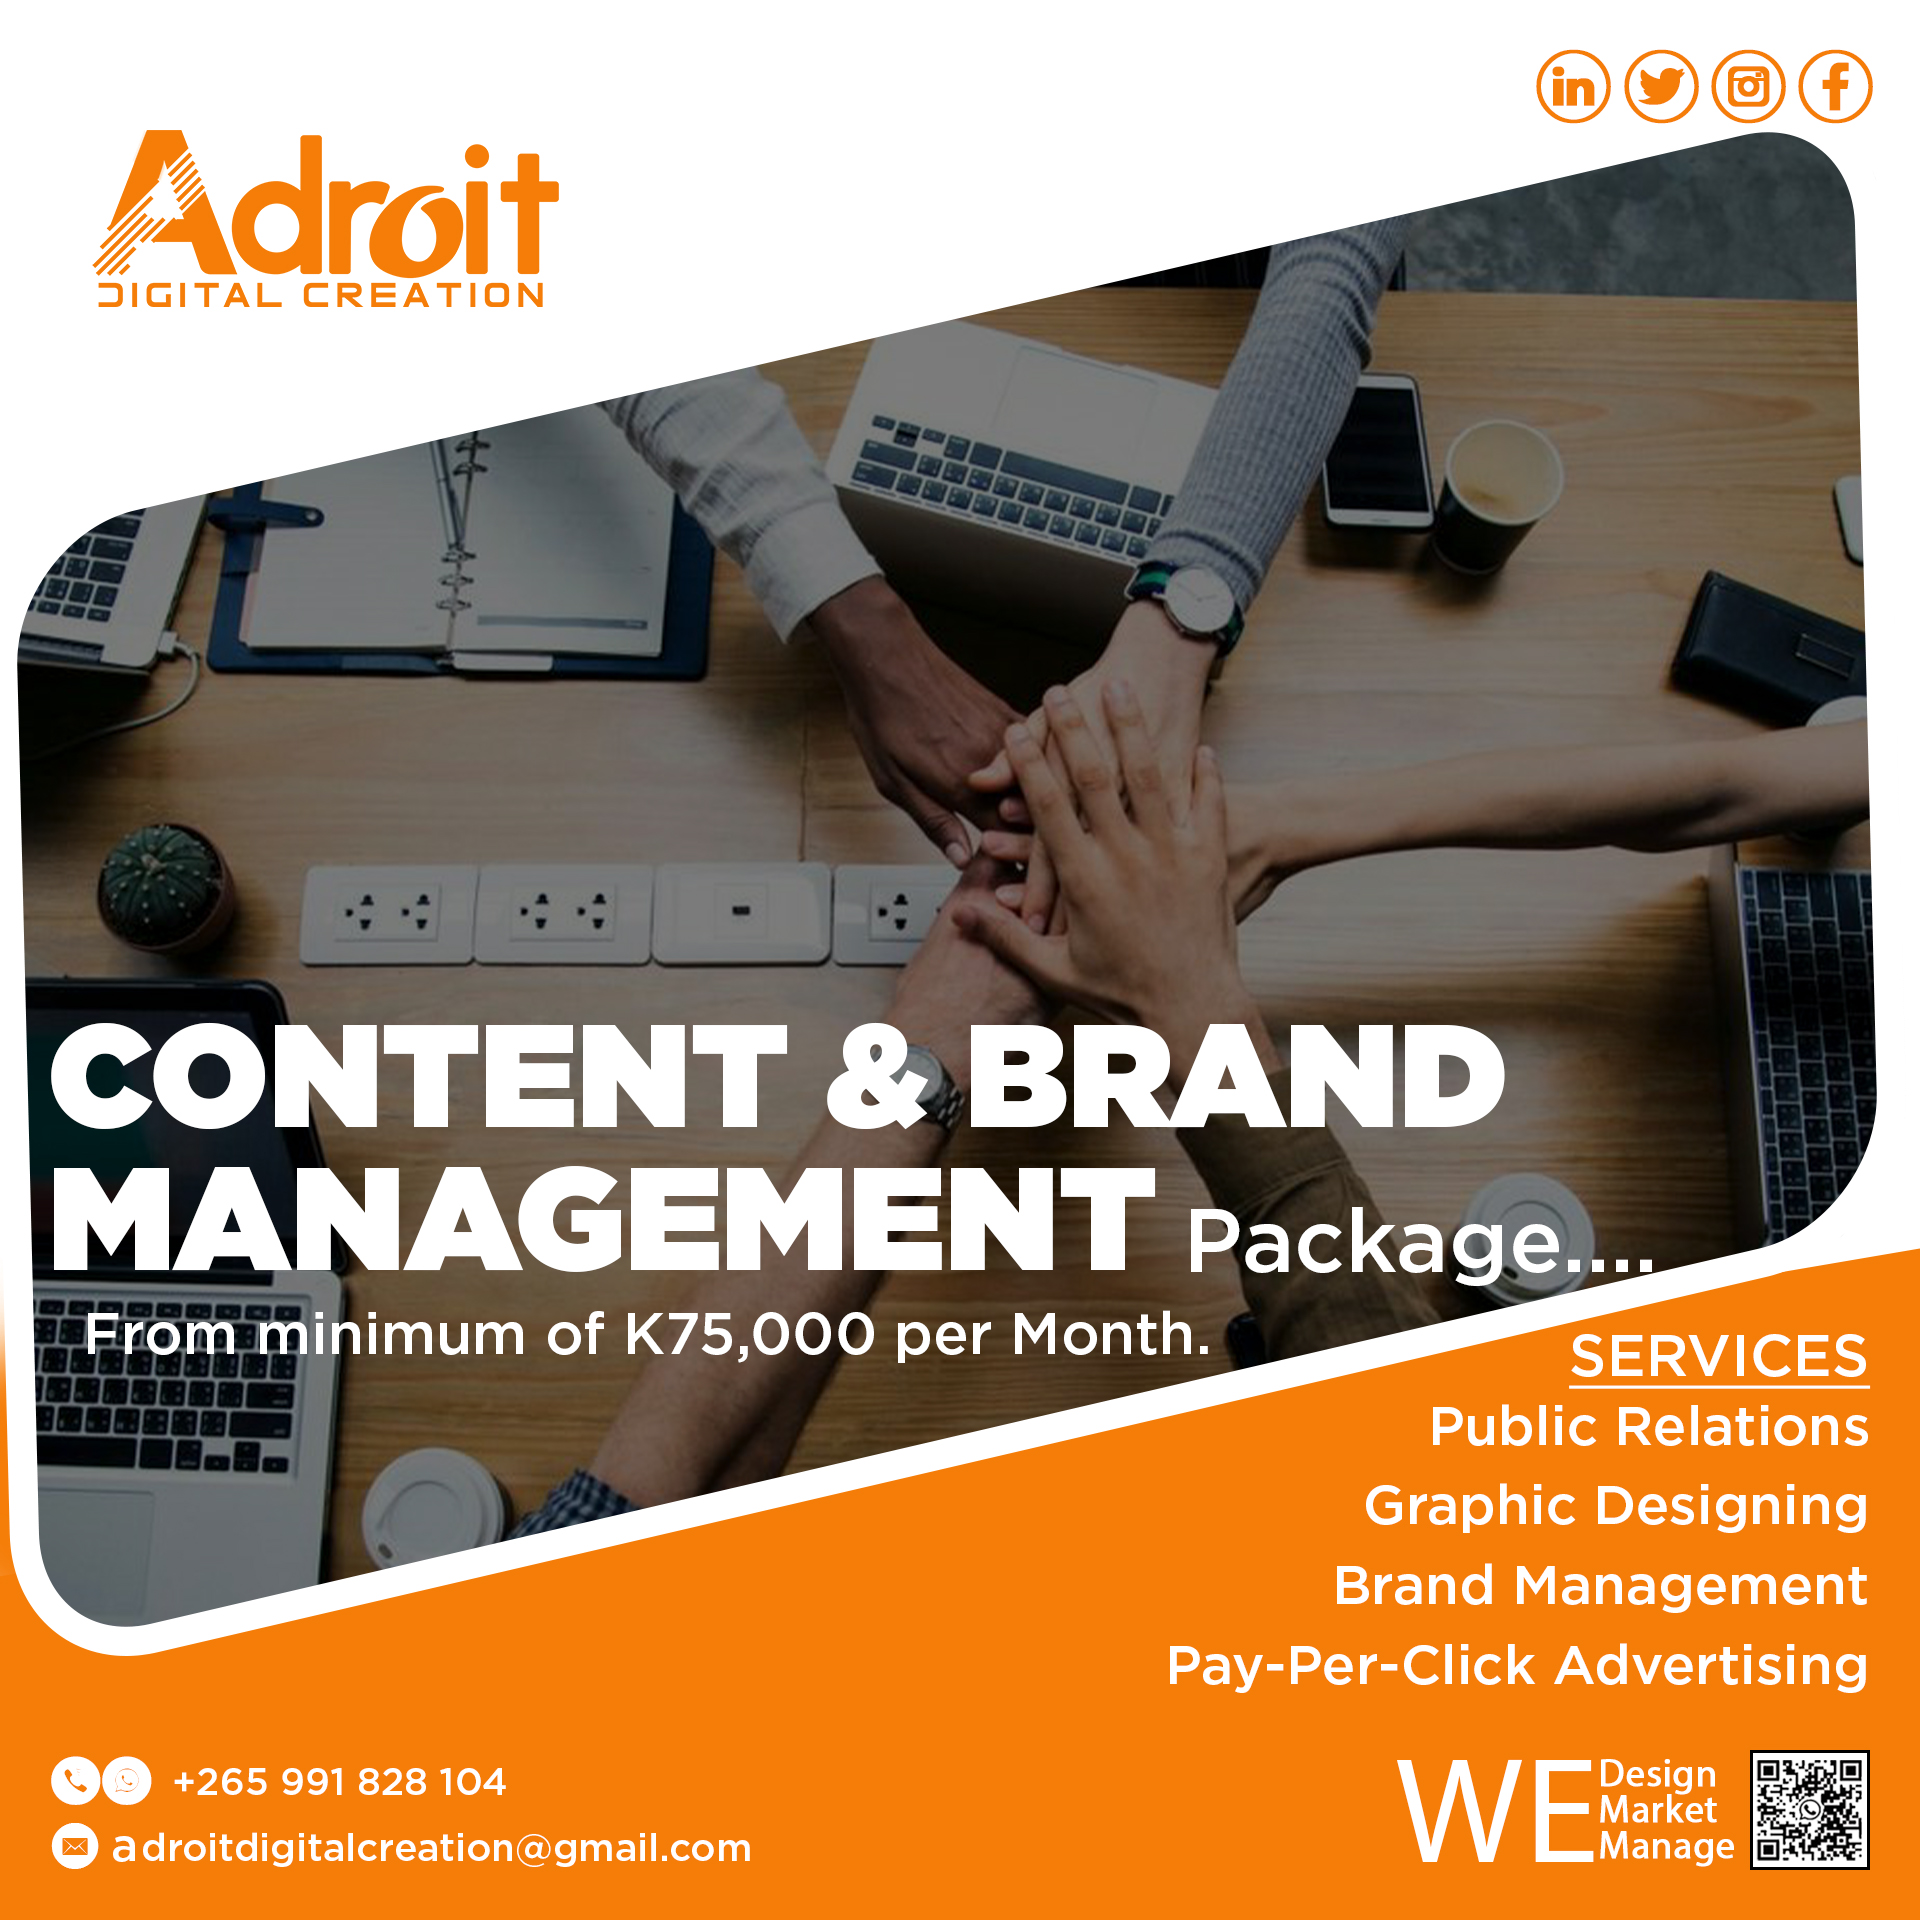 Adroit
DIGITAL CREATION
CONTENT & BRAND
MANAGEMENT Package....
From minimum of K75,000 per Month.
SERVICES
Public Relations
Graphic Designing
Brand Management
Pay-Per-Click Advertising
+265 991 828 104
adroitdigitalcreation@gmail.com
WE Design
Market
Manage